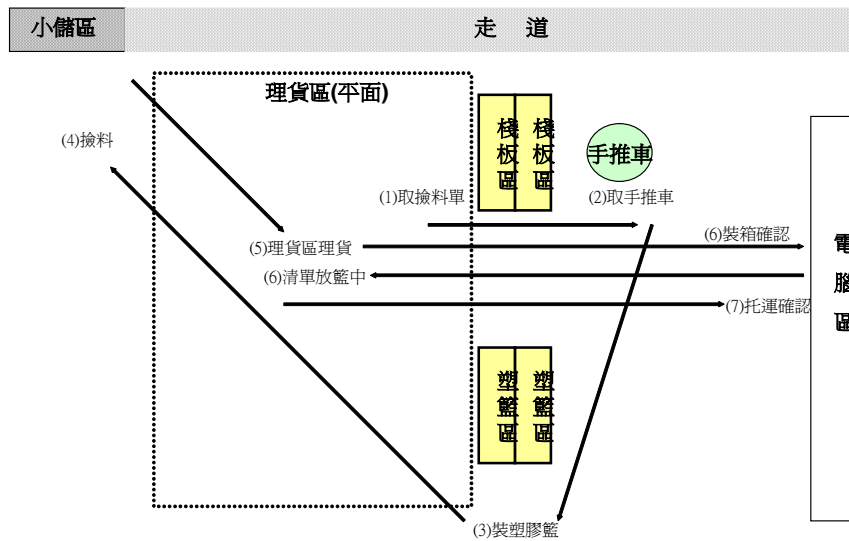 小儲區
走 道
理貨區(平面)
棧板區
棧板區
手推車
(4)撿料
(1)取撿料單
(2)取手推車
(6)裝箱確認
(5)理貨區理貨
(6)清單放籃中
(7)托運確認
電腦區
塑籃區
塑籃區
(3)裝塑膠籃